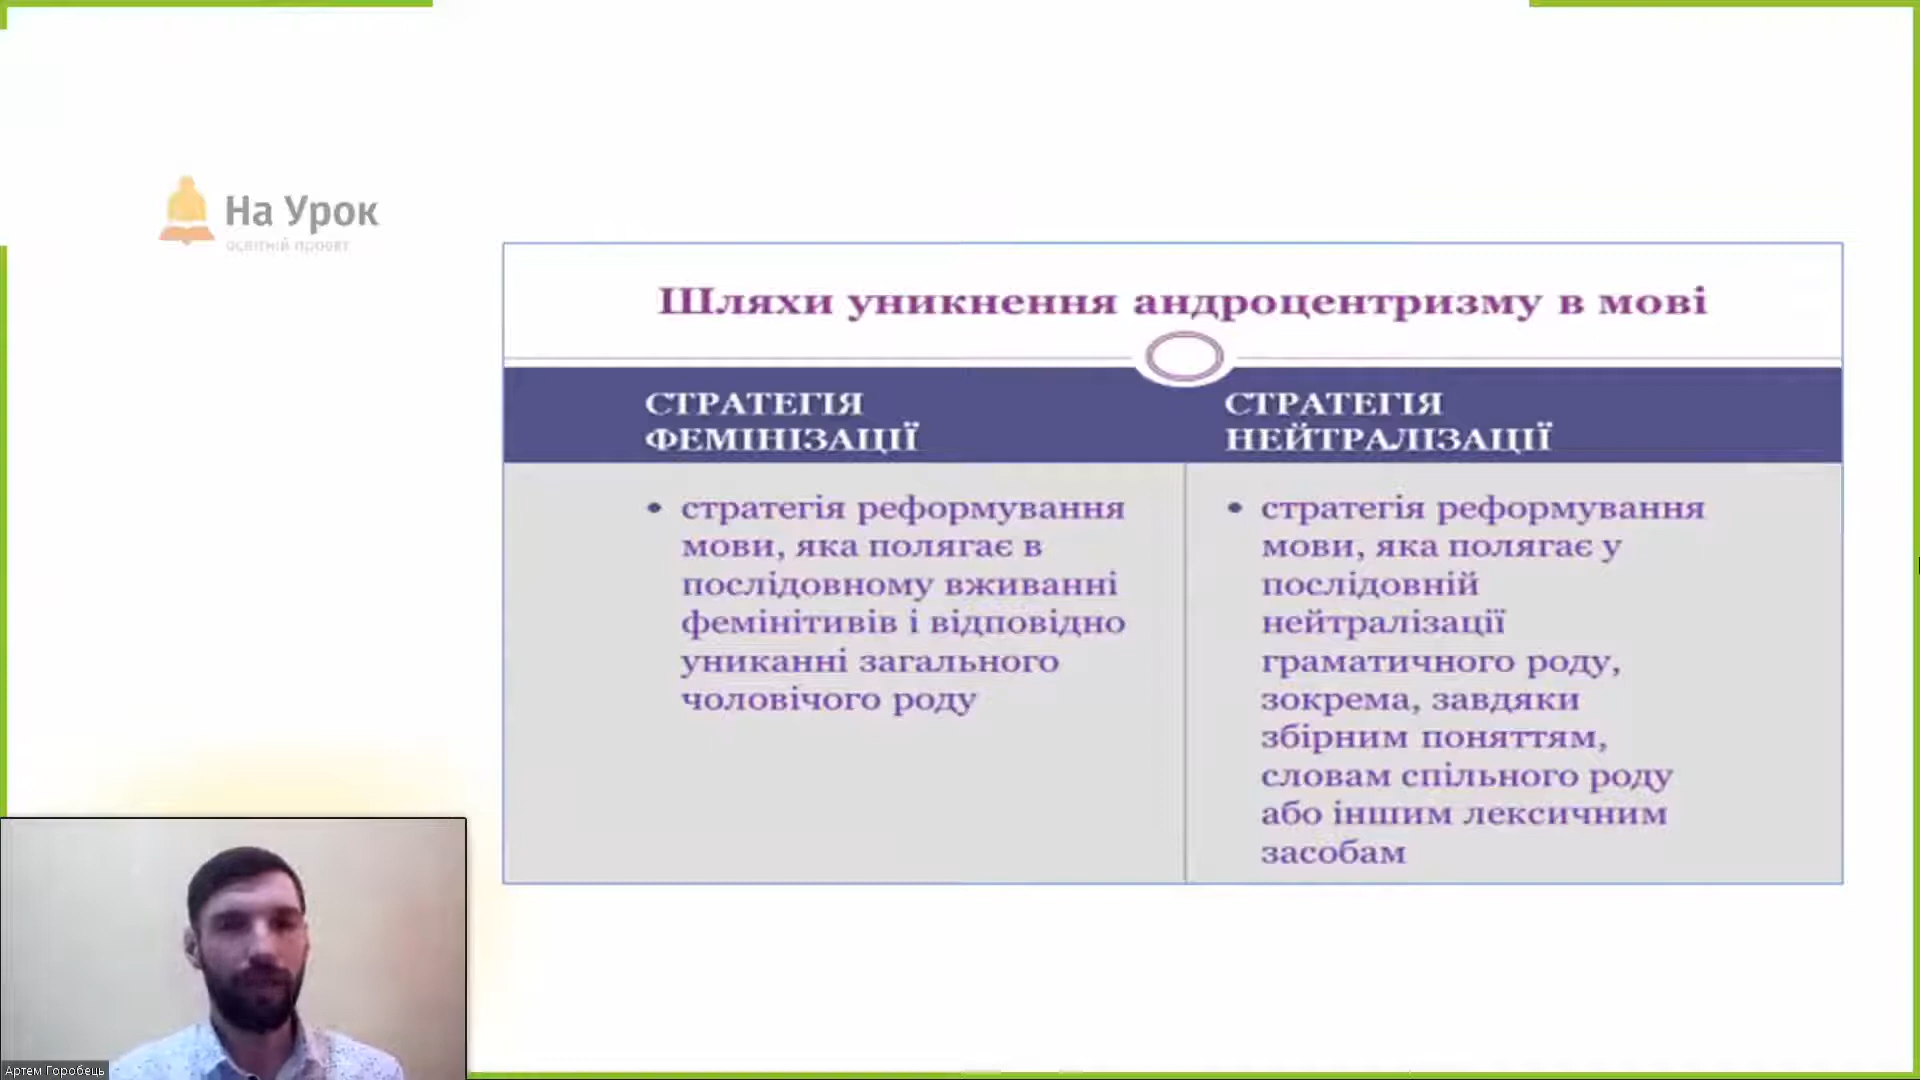 На Урок
освітній проект
Шляхи уникнення андроцентризму в мові
СТРАТЕГІЯ
ФЕМІНІЗАЦІЇ
СТРАТЕГІЯ
НЕЙТРАЛІЗАЦІЇ
• стратегія реформування
мови, яка полягає в
послідовному вживанні
фемінітивів і відповідно
униканні загального
чоловічого роду
• стратегія реформування
мови, яка полягає у
послідовній
нейтралізації
граматичного роду,
зокрема, завдяки
збірним поняттям,
словам спільного роду
або іншим лексичним
засобам
Артем Горобець